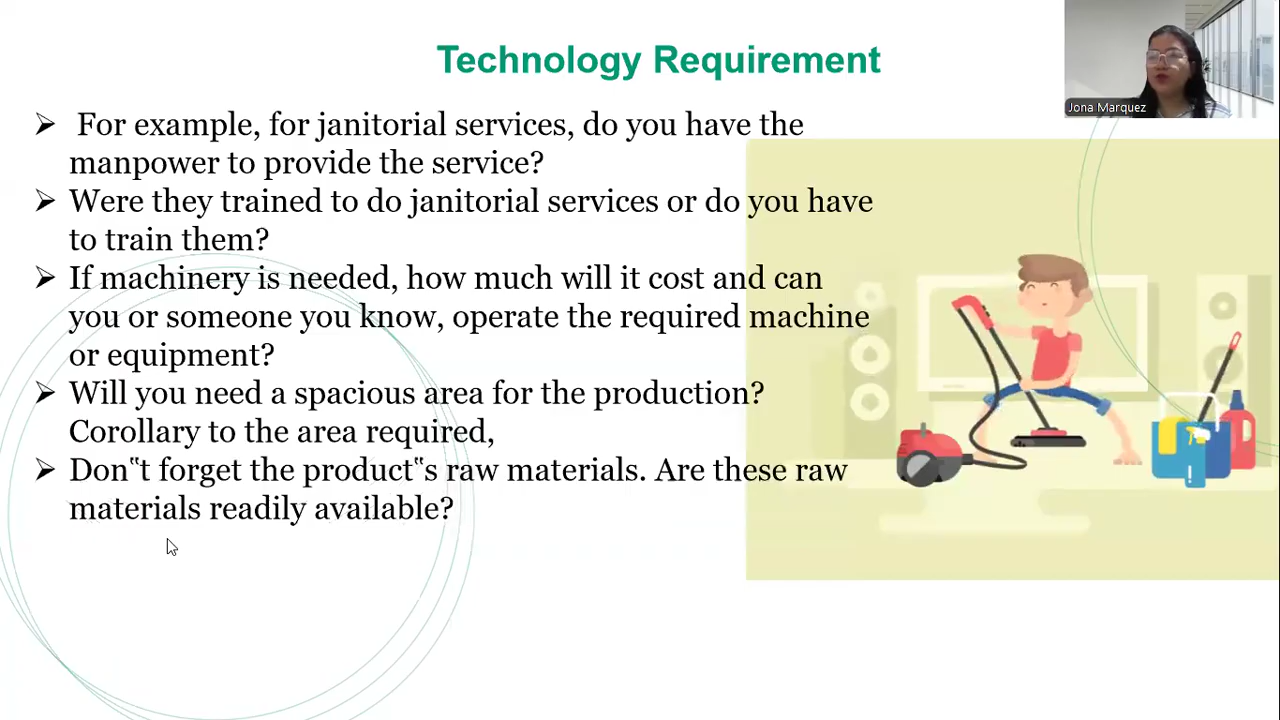 Technology Requirement
Jona Marquez
➢ For example, for janitorial services, do you have the
manpower to provide the service?
➢ Were they trained to do janitorial services or do you have
to train them?
➢ If machinery is needed, how much will it cost and can
you or someone you know, operate the required machine
or equipment?
➢ Will you need a spacious area for the production?
Corollary to the area required,
➢ Don‟t forget the product‟s raw materials. Are these raw
materials readily available?